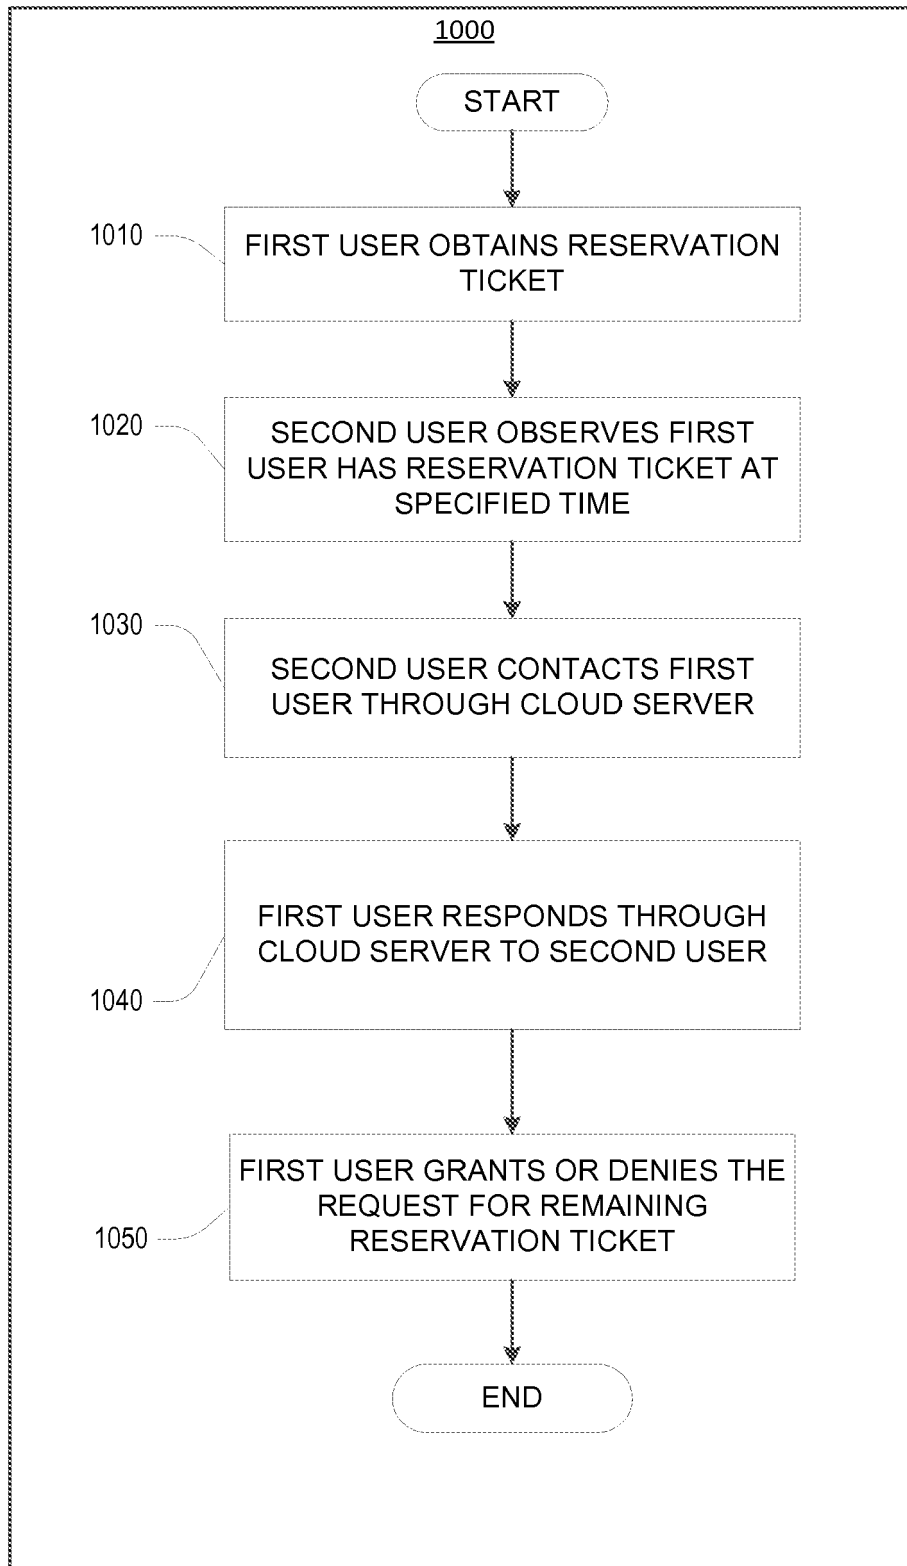 1000
START
1010
FIRST USER OBTAINS RESERVATION
TICKET
1020
SECOND USER OBSERVES FIRST
USER HAS RESERVATION TICKET AT
SPECIFIED TIME
1030
SECOND USER CONTACTS FIRST
USER THROUGH CLOUD SERVER
FIRST USER RESPONDS THROUGH
CLOUD SERVER TO SECOND USER
1040
FIRST USER GRANTS OR DENIES THE
REQUEST FOR REMAINING
RESERVATION TICKET
1050
END